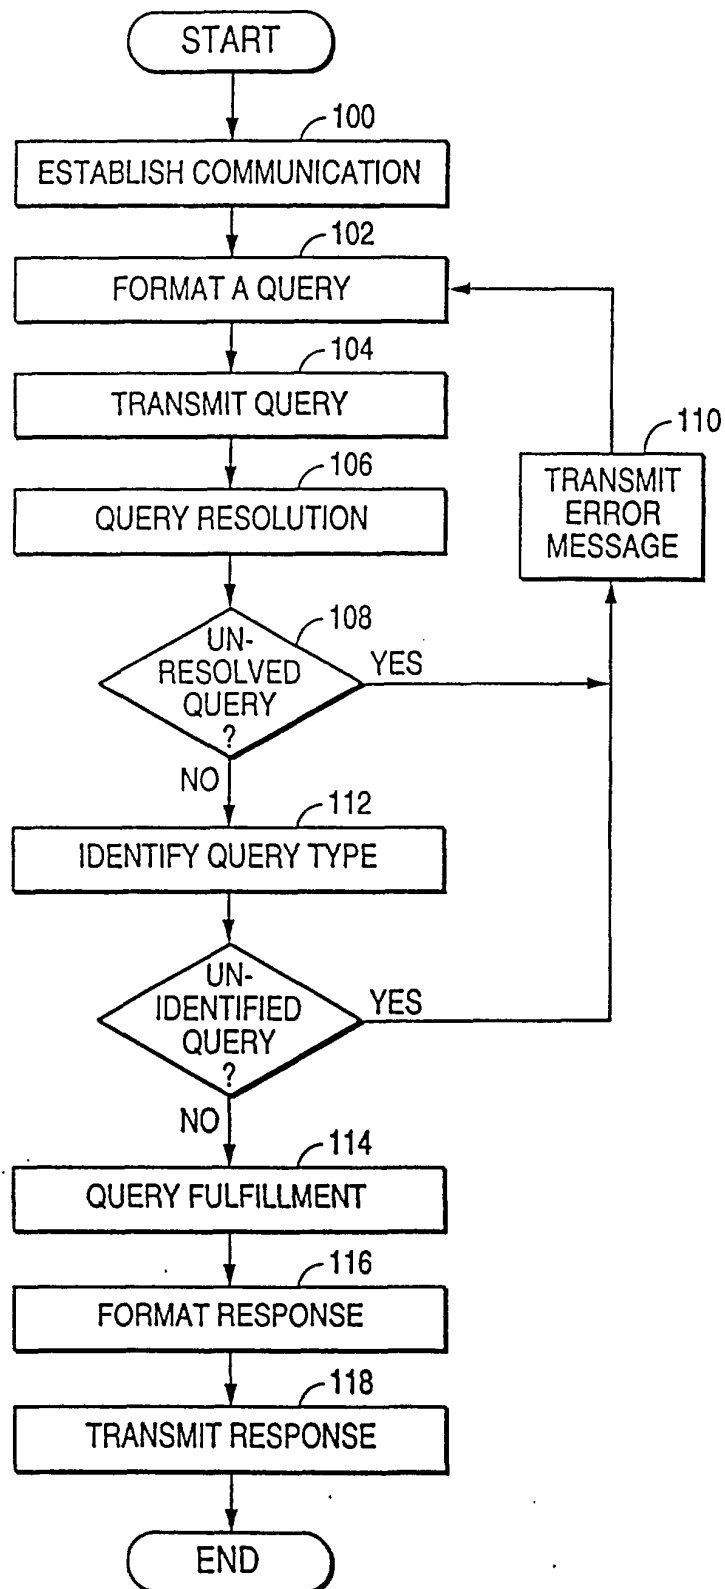 START
100
ESTABLISH COMMUNICATION
102
FORMAT A QUERY
104
TRANSMIT QUERY
110
TRANSMIT
ERROR
MESSAGE
106
QUERY RESOLUTION
108
UN-
RESOLVED
QUERY
?
YES
NO
112
IDENTIFY QUERY TYPE
UN-
IDENTIFIED
QUERY
?
YES
NO
114
QUERY FULFILLMENT
116
FORMAT RESPONSE
118
TRANSMIT RESPONSE
END